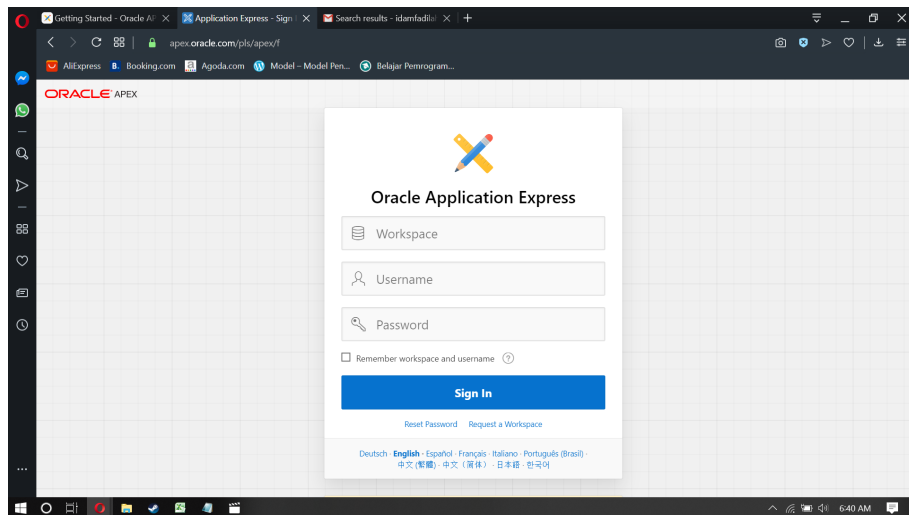 Getting Started - Oracle AP
Application Express - Sign I
Search results - idamfadilah
apex.oracle.com/pls/apex/f
AliExpress
B. Booking.com
Agoda.com
Model – Model Pen...
Belajar Pemrogram...
ORACLE APEX
Oracle Application Express
Workspace
Username
Password
Remember workspace and username ?
Sign In
Reset Password Request a Workspace
Deutsch · English · Español · Français · Italiano · Português (Brasil) ·
中文 (繁體) · 中文（简体） · 日本語 · 한국어
6:40 AM